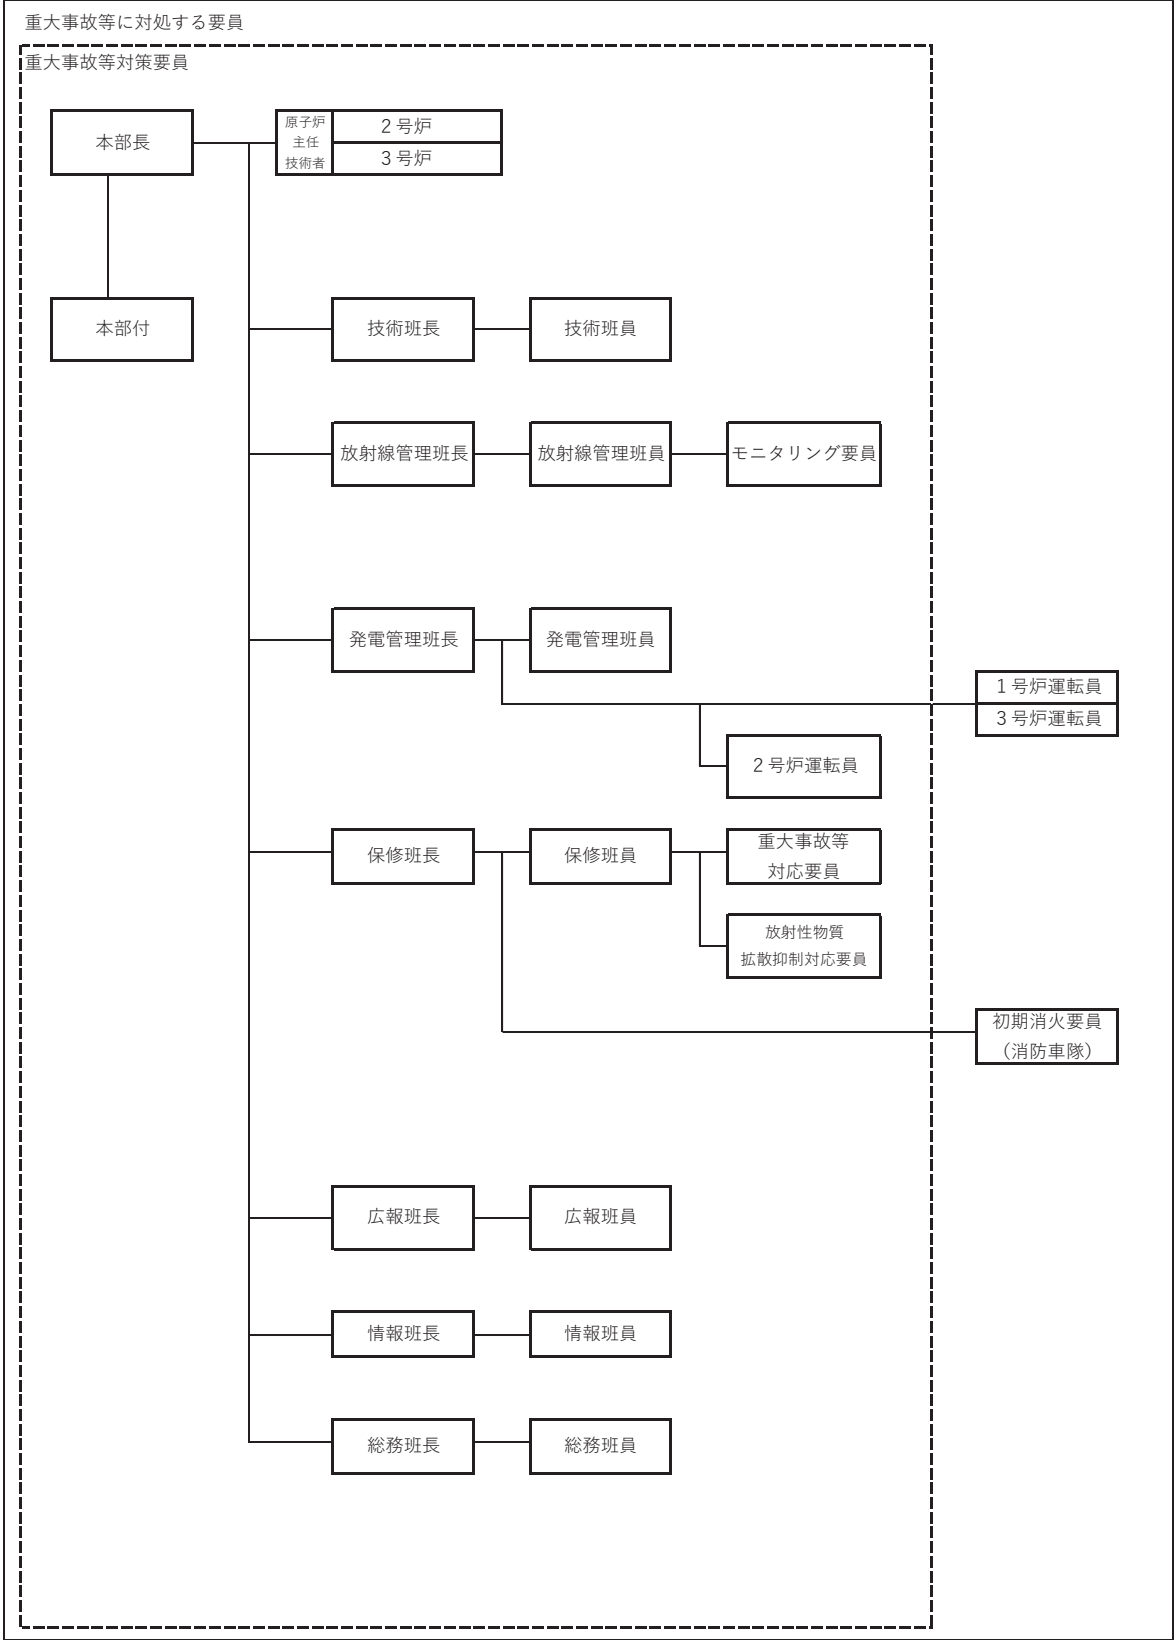 重大事故等に対処する要員
重大事故等対策要員
本部長
原子炉
主任
技術者
２号炉
３号炉
本部付
技術班長
技術班員
放射線管理班長
放射線管理班員
モニタリング要員
発電管理班長
発電管理班員
１号炉運転員
３号炉運転員
２号炉運転員
保修班長
保修班員
重大事故等
対応要員
放射性物質
拡散抑制対応要員
初期消火要員
（消防車隊）
広報班長
広報班員
情報班長
情報班員
総務班長
総務班員